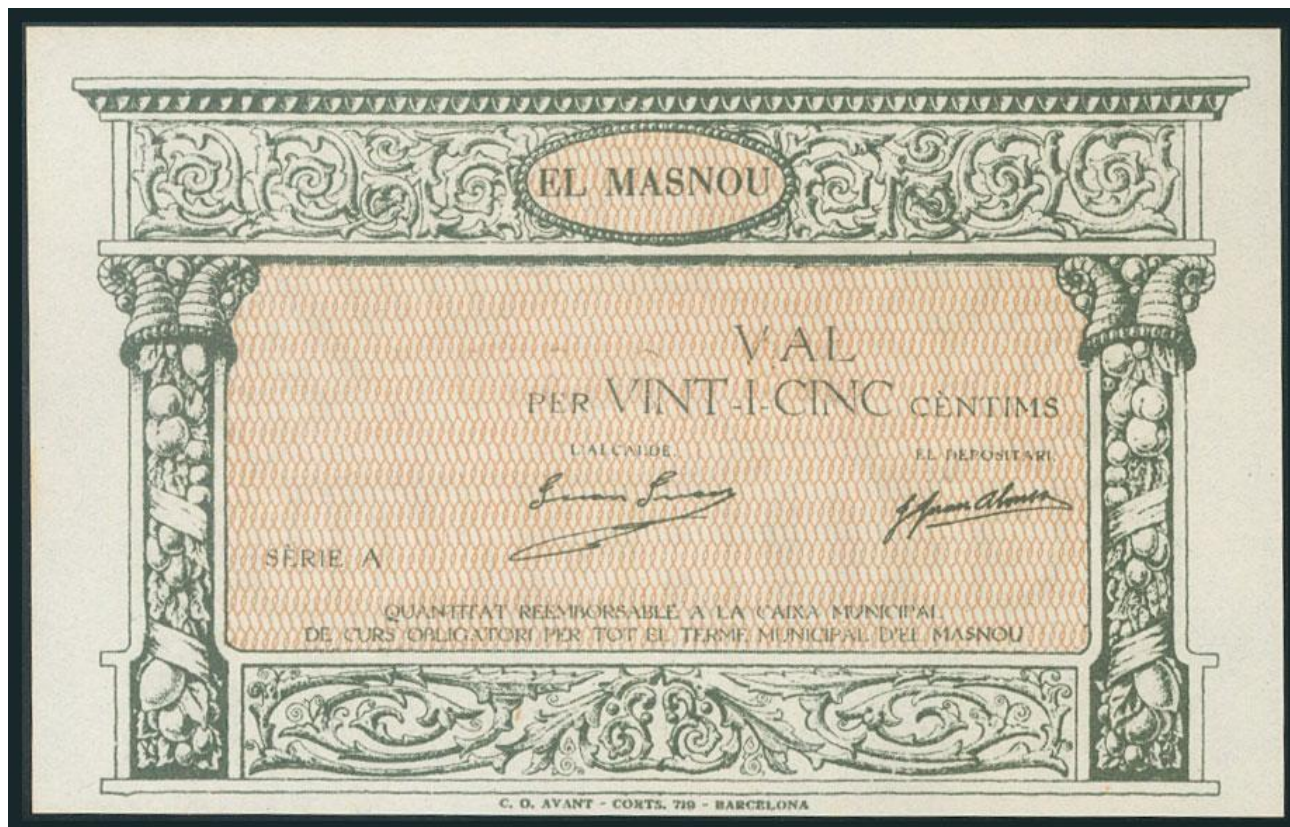 EL MASNOU
VAL
PER VINT-I-CINC CÈNTIMS
L'ALCALDE. EL DEPOSITARI.
SÈRIE A
QUANTITAT REEMBORSABLE A LA CAIXA MUNICIPAL
DE CURS OBLIGATORI PER TOT EL TERME MUNICIPAL D'EL MASNOU
C. O. AVANT - CORTS, 719 - BARCELONA